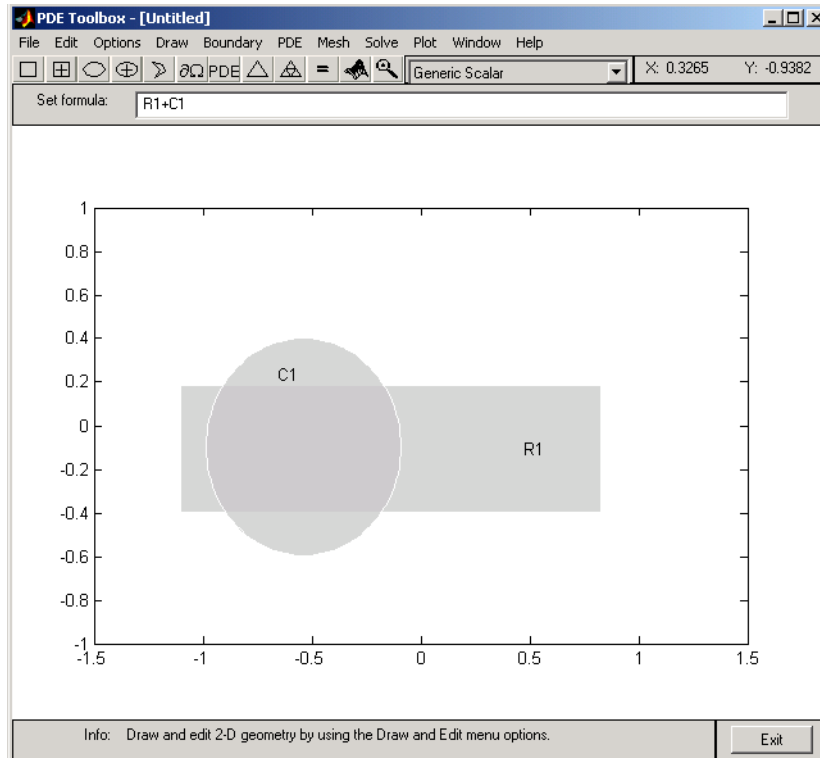 PDE Toolbox - [Untitled]
File Edit Options Draw Boundary PDE Mesh Solve Plot Window Help
∂Ω PDE = Generic Scalar X: 0.3265 Y: -0.9382
Set formula: R1+C1
1
0.8
0.6
0.4
C1
0.2
0
R1
-0.2
-0.4
-0.6
-0.8
-1
-1.5 -1 -0.5 0 0.5 1 1.5
Info: Draw and edit 2-D geometry by using the Draw and Edit menu options. Exit